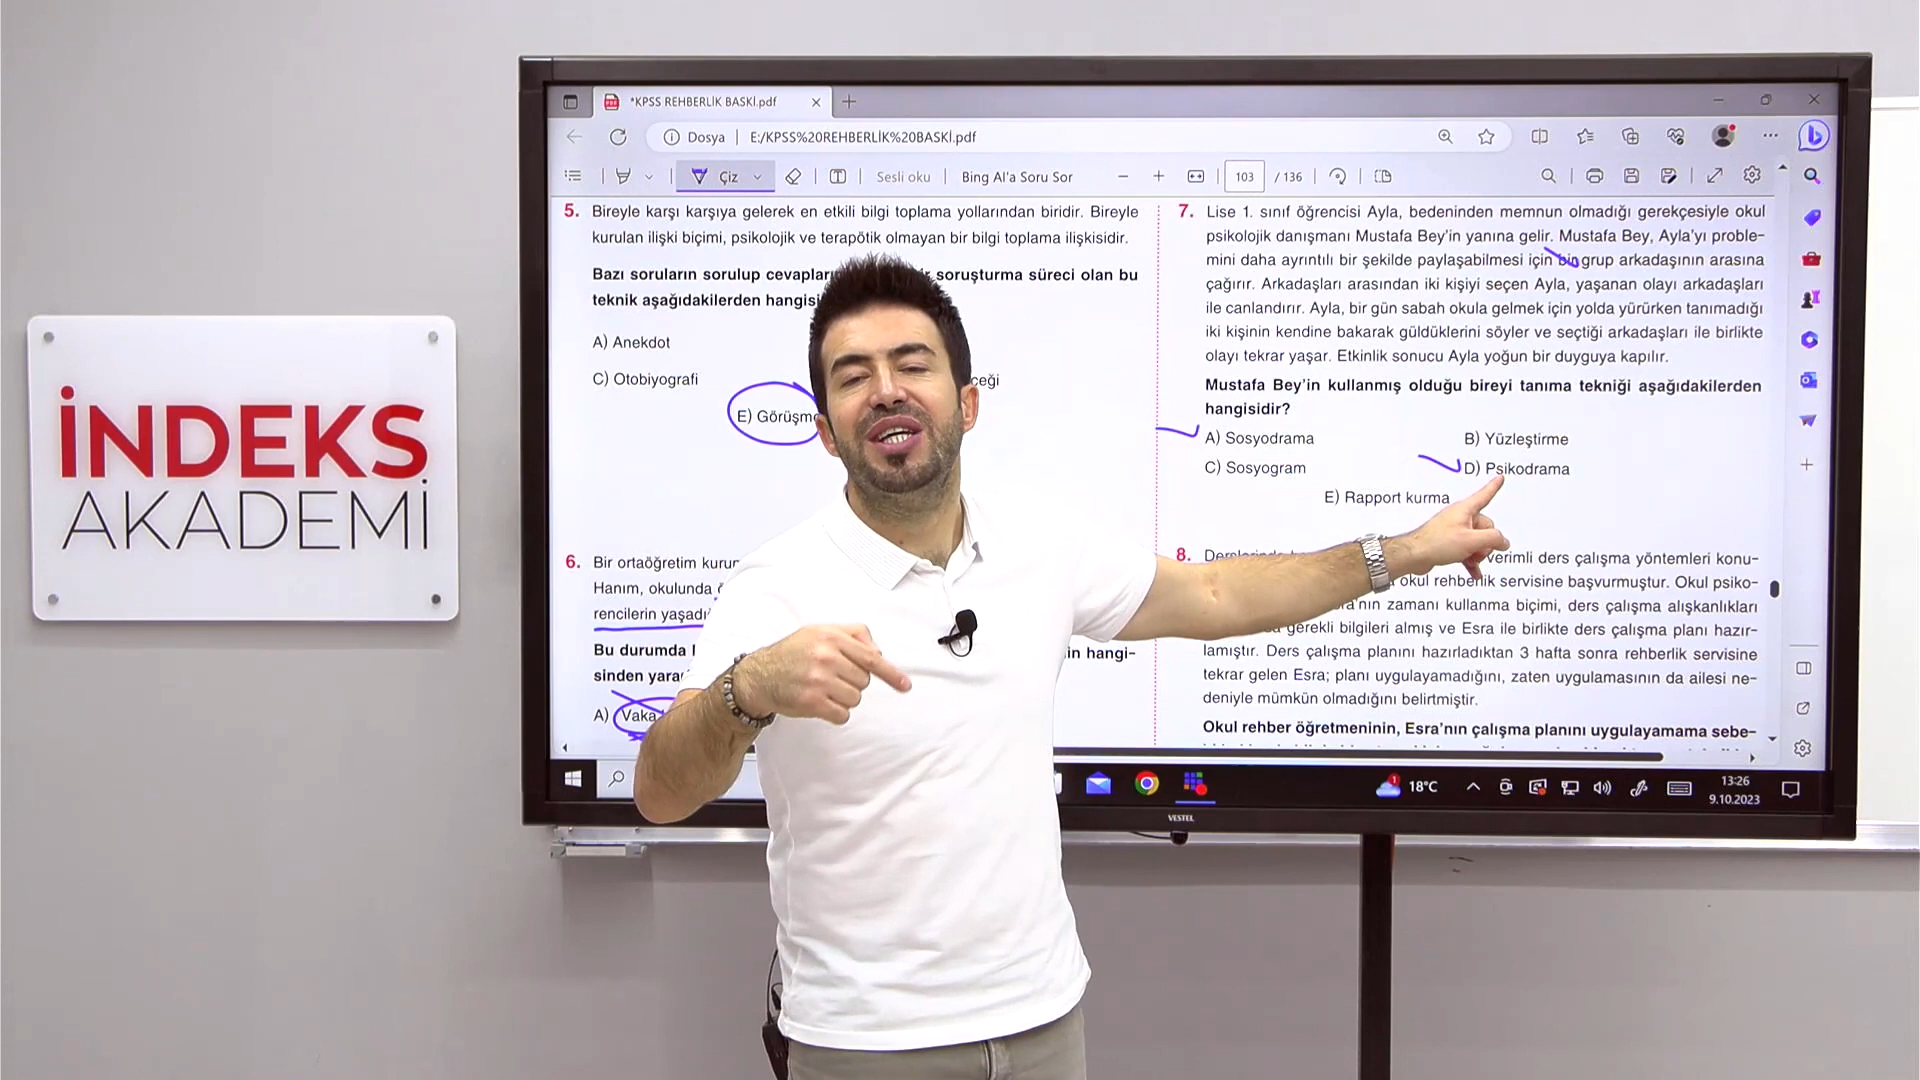 İNDEKS
AKADEMİ
*KPSS REHBERLİK BASKİ.pdf
Dosya
E:/KPSS%20REHBERLİK%20BASKİ.pdf
Çiz
Sesli oku
Bing AI'a Soru Sor
103 / 136
5. Bireyle karşı karşıya gelerek en etkili bilgi toplama yollarından biridir. Bireyle
kurulan ilişki biçimi, psikolojik ve terapötik olmayan bir bilgi toplama ilişkisidir.
Bazı soruların sorulup soruşturma süreci olan bu
teknik aşağıdakilerden
A) Anekdot
C) Otobiyografi
E) Görüşme
6. Bir ortaöğretim
Hanım, okulunda
rencilerin
Bu durumda in hangi-
sinden
A) Vaka
7. Lise 1. sınıf öğrencisi Ayla, bedeninden memnun olmadığı gerekçesiyle okul
psikolojik danışmanı Mustafa Bey'in yanına gelir. Mustafa Bey, Ayla'yı proble-
mini daha ayrıntılı bir şekilde paylaşabilmesi için bir grup arkadaşının arasına
çağırır. Arkadaşları arasından iki kişiyi seçen Ayla, yaşanan olayı arkadaşları
ile canlandırır. Ayla, bir gün sabah okula gelmek için yolda yürürken tanımadığı
iki kişinin kendine bakarak güldüklerini söyler ve seçtiği arkadaşları ile birlikte
olayı tekrar yaşar. Etkinlik sonucu Ayla yoğun bir duyguya kapılır.
Mustafa Bey'in kullanmış olduğu bireyi tanıma tekniği aşağıdakilerden
hangisidir?
A) Sosyodrama
B) Yüzleştirme
C) Sosyogram
D) Psikodrama
E) Rapport kurma
8. verimli ders çalışma yöntemleri konu-
okul rehberlik servisine başvurmuştur. Okul psiko-
zamanı kullanma biçimi, ders çalışma alışkanlıkları
gerekli bilgileri almış ve Esra ile birlikte ders çalışma planı hazır-
lamıştır. Ders çalışma planını hazırladıktan 3 hafta sonra rehberlik servisine
tekrar gelen Esra; planı uygulayamadığını, zaten uygulamasının da ailesi ne-
deniyle mümkün olmadığını belirtmiştir.
Okul rehber öğretmeninin, Esra'nın çalışma planını uygulayamama sebe-
18°C
13:26
9.10.2023
VESTEL